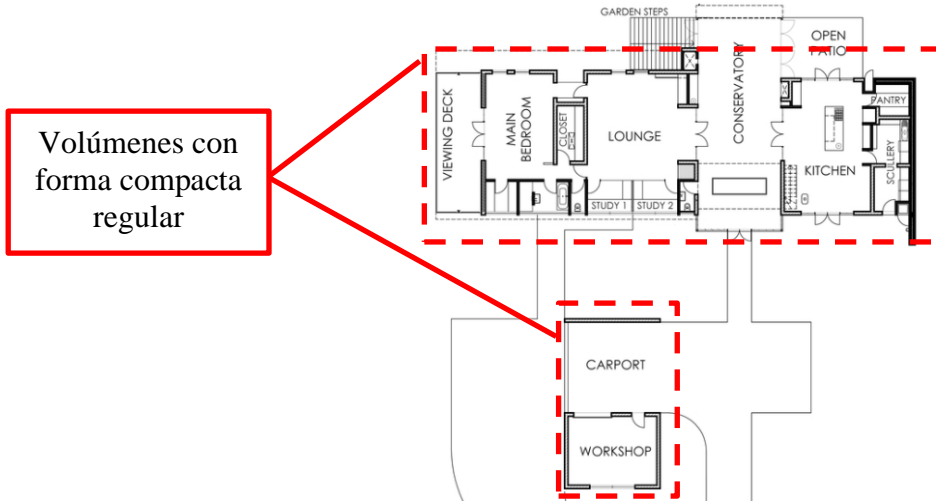 GARDEN STEPS
OPEN
PATIO
CONSERVATORY
PANTRY
VIEWING DECK
MAIN
BEDROOM
CLOSET
LOUNGE
KITCHEN
SCULLERY
STUDY 1
STUDY 2
Volúmenes con
forma compacta
regular
CARPORT
WORKSHOP